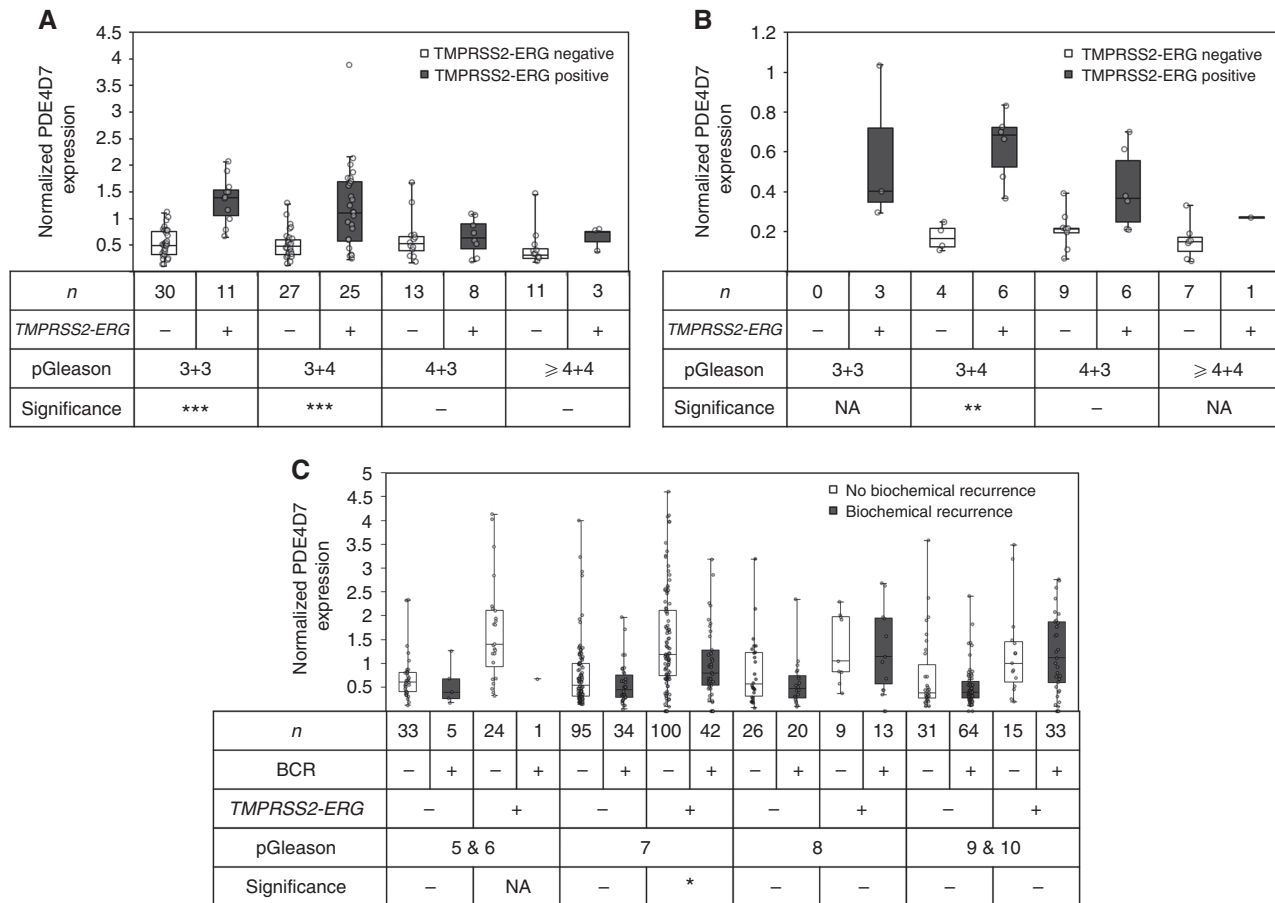 A
Normalized PDE4D7
expression
4.5
4
3.5
3
2.5
2
1.5
1
0.5
TMPRSS2-ERG negative
TMPRSS2-ERG positive
n 30 11 27 25 13 8 11 3
TMPRSS2-ERG – + – + – + – +
pGleason 3+3 3+4 4+3 ⩾ 4+4
Significance *** *** – –
B
Normalized PDE4D7
expression
1.2
1
0.8
0.6
0.4
0.2
TMPRSS2-ERG negative
TMPRSS2-ERG positive
n 0 3 4 6 9 6 7 1
TMPRSS2-ERG – + – + – + – +
pGleason 3+3 3+4 4+3 ⩾ 4+4
Significance NA ** – NA
C
Normalized PDE4D7
expression
5
4.5
4
3.5
3
2.5
2
1.5
1
0.5
No biochemical recurrence
Biochemical recurrence
n 33 5 24 1 95 34 100 42 26 20 9 13 31 64 15 33
BCR – + – + – + – + – + – + – + – +
TMPRSS2-ERG – + – + – + – +
pGleason 5 & 6 7 8 9 & 10
Significance – NA – * – – – –